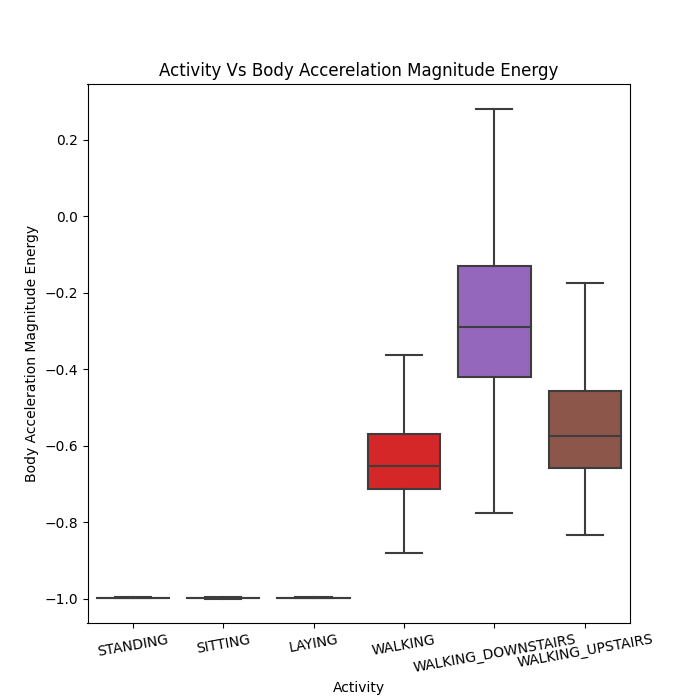 Activity Vs Body Accerelation Magnitude Energy
Body Acceleration Magnitude Energy
0.2
0.0
−0.2
−0.4
−0.6
−0.8
−1.0
STANDING
SITTING
LAYING
WALKING
WALKING_DOWNSTAIRS
WALKING_UPSTAIRS
Activity